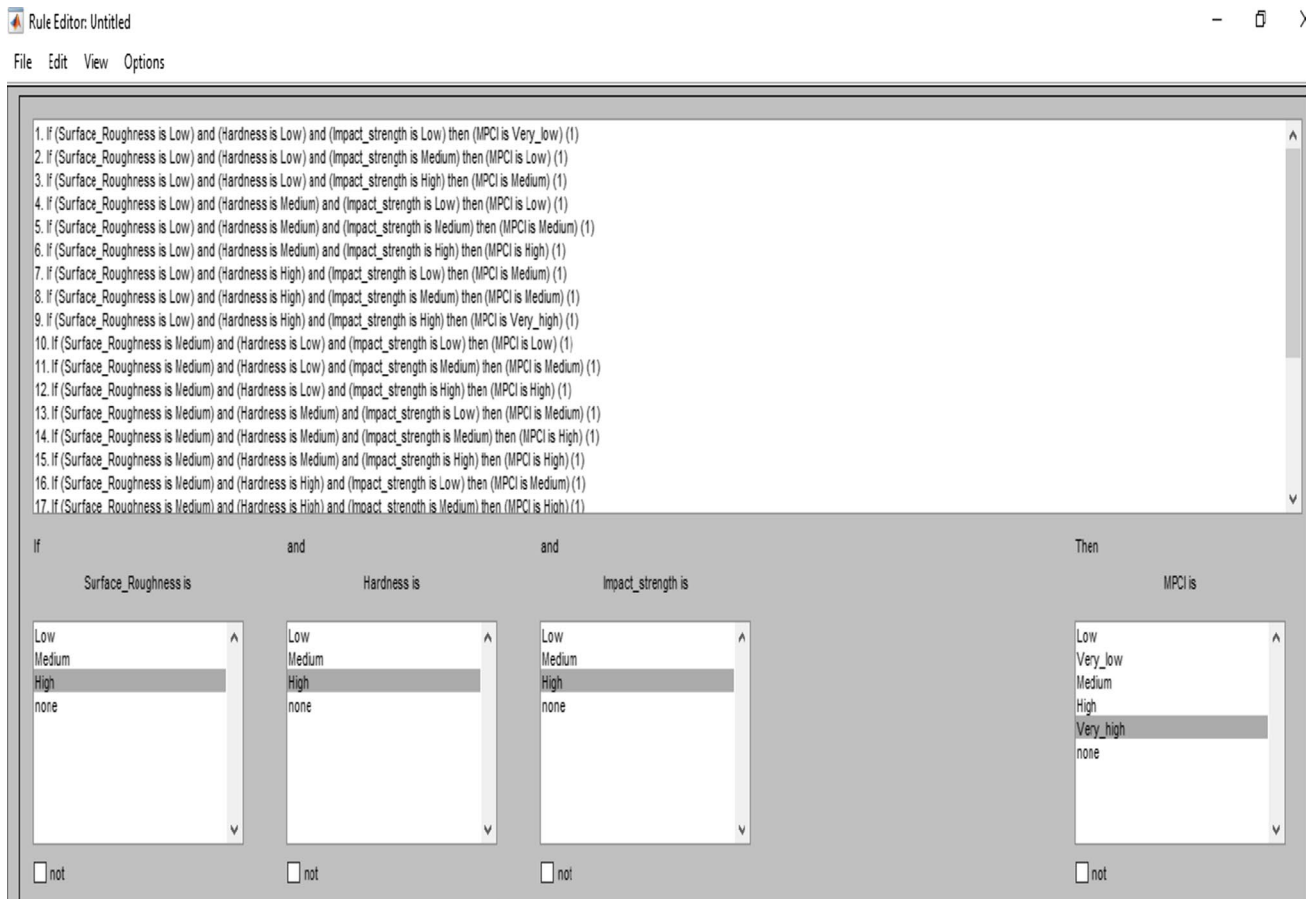 Rule Editor: Untitled
File Edit View Options
1. If (Surface_Roughness is Low) and (Hardness is Low) and (Impact_strength is Low) then (MPCI is Very_low) (1)
2. If (Surface_Roughness is Low) and (Hardness is Low) and (Impact_strength is Medium) then (MPCI is Low) (1)
3. If (Surface_Roughness is Low) and (Hardness is Low) and (Impact_strength is High) then (MPCI is Medium) (1)
4. If (Surface_Roughness is Low) and (Hardness is Medium) and (Impact_strength is Low) then (MPCI is Low) (1)
5. If (Surface_Roughness is Low) and (Hardness is Medium) and (Impact_strength is Medium) then (MPCI is Medium) (1)
6. If (Surface_Roughness is Low) and (Hardness is Medium) and (Impact_strength is High) then (MPCI is High) (1)
7. If (Surface_Roughness is Low) and (Hardness is High) and (Impact_strength is Low) then (MPCI is Medium) (1)
8. If (Surface_Roughness is Low) and (Hardness is High) and (Impact_strength is Medium) then (MPCI is Medium) (1)
9. If (Surface_Roughness is Low) and (Hardness is High) and (Impact_strength is High) then (MPCI is Very_high) (1)
10. If (Surface_Roughness is Medium) and (Hardness is Low) and (Impact_strength is Low) then (MPCI is Low) (1)
11. If (Surface_Roughness is Medium) and (Hardness is Low) and (Impact_strength is Medium) then (MPCI is Medium) (1)
12. If (Surface_Roughness is Medium) and (Hardness is Low) and (Impact_strength is High) then (MPCI is High) (1)
13. If (Surface_Roughness is Medium) and (Hardness is Medium) and (Impact_strength is Low) then (MPCI is Medium) (1)
14. If (Surface_Roughness is Medium) and (Hardness is Medium) and (Impact_strength is Medium) then (MPCI is High) (1)
15. If (Surface_Roughness is Medium) and (Hardness is Medium) and (Impact_strength is High) then (MPCI is High) (1)
16. If (Surface_Roughness is Medium) and (Hardness is High) and (Impact_strength is Low) then (MPCI is Medium) (1)
17. If (Surface_Roughness is Medium) and (Hardness is High) and (Impact_strength is Medium) then (MPCI is High) (1)
If and and Then
Surface_Roughness is Hardness is Impact_strength is MPCI is
Low Low Low Low
Medium Medium Medium Very_low
High High High Medium
none none none High
Very_high
none
not not not not